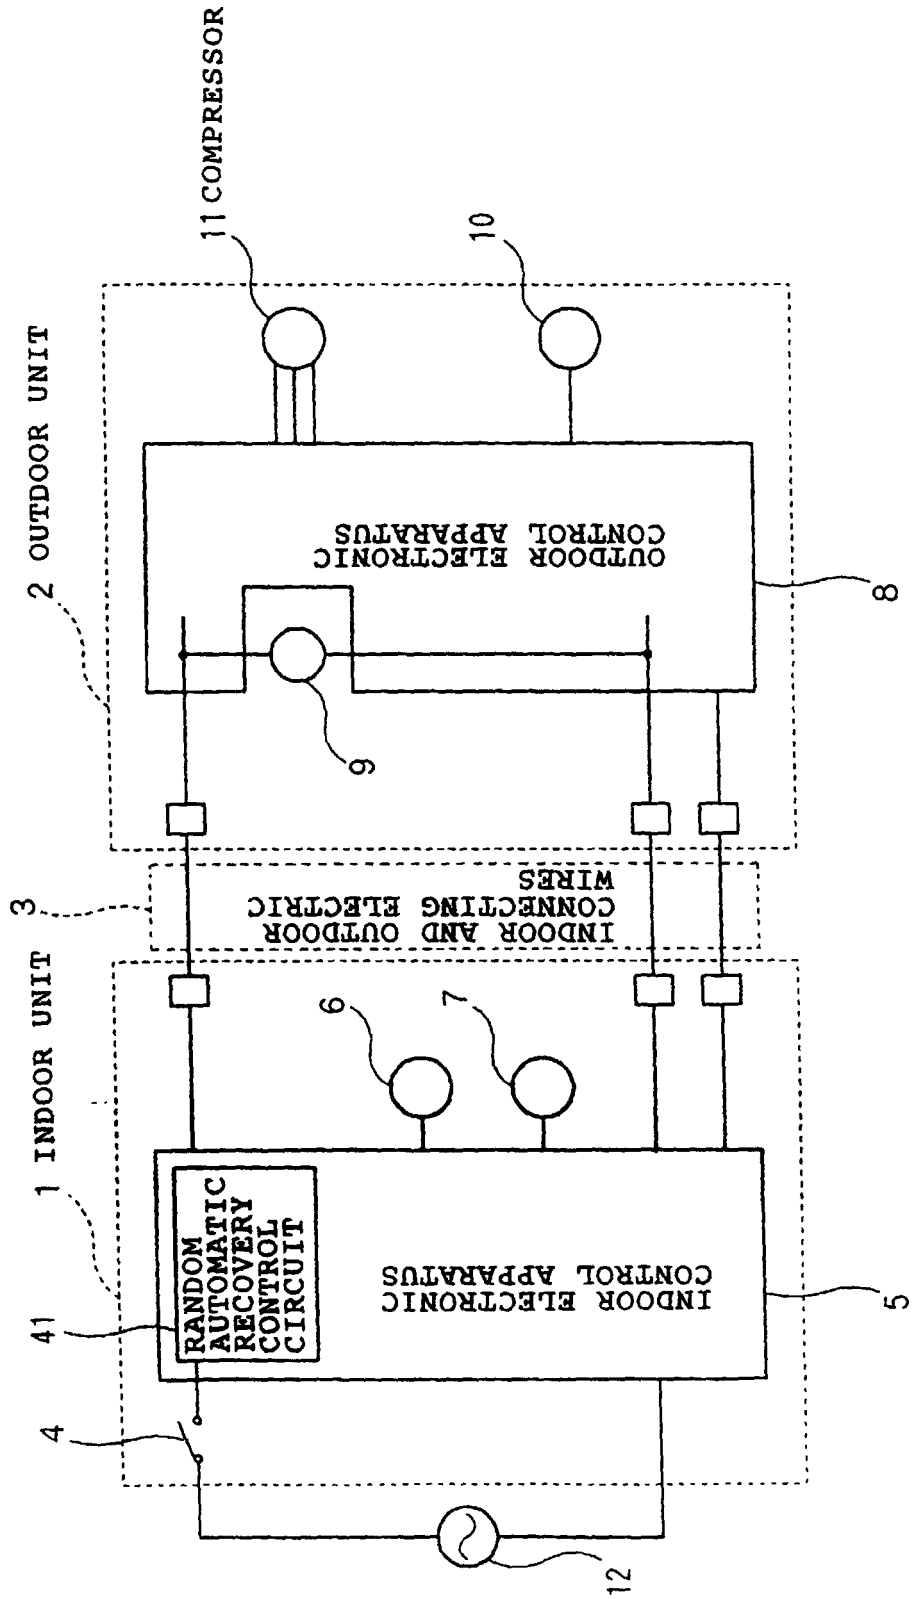 1 INDOOR UNIT
2 OUTDOOR UNIT
3
11 COMPRESSOR
10
41
4
RANDOM
AUTOMATIC
RECOVERY
CONTROL
CIRCUIT
INDOOR ELECTRONIC
CONTROL APPARATUS
6
7
INDOOR AND OUTDOOR
CONNECTING ELECTRIC
WIRES
9
OUTDOOR ELECTRONIC
CONTROL APPARATUS
12
5
8